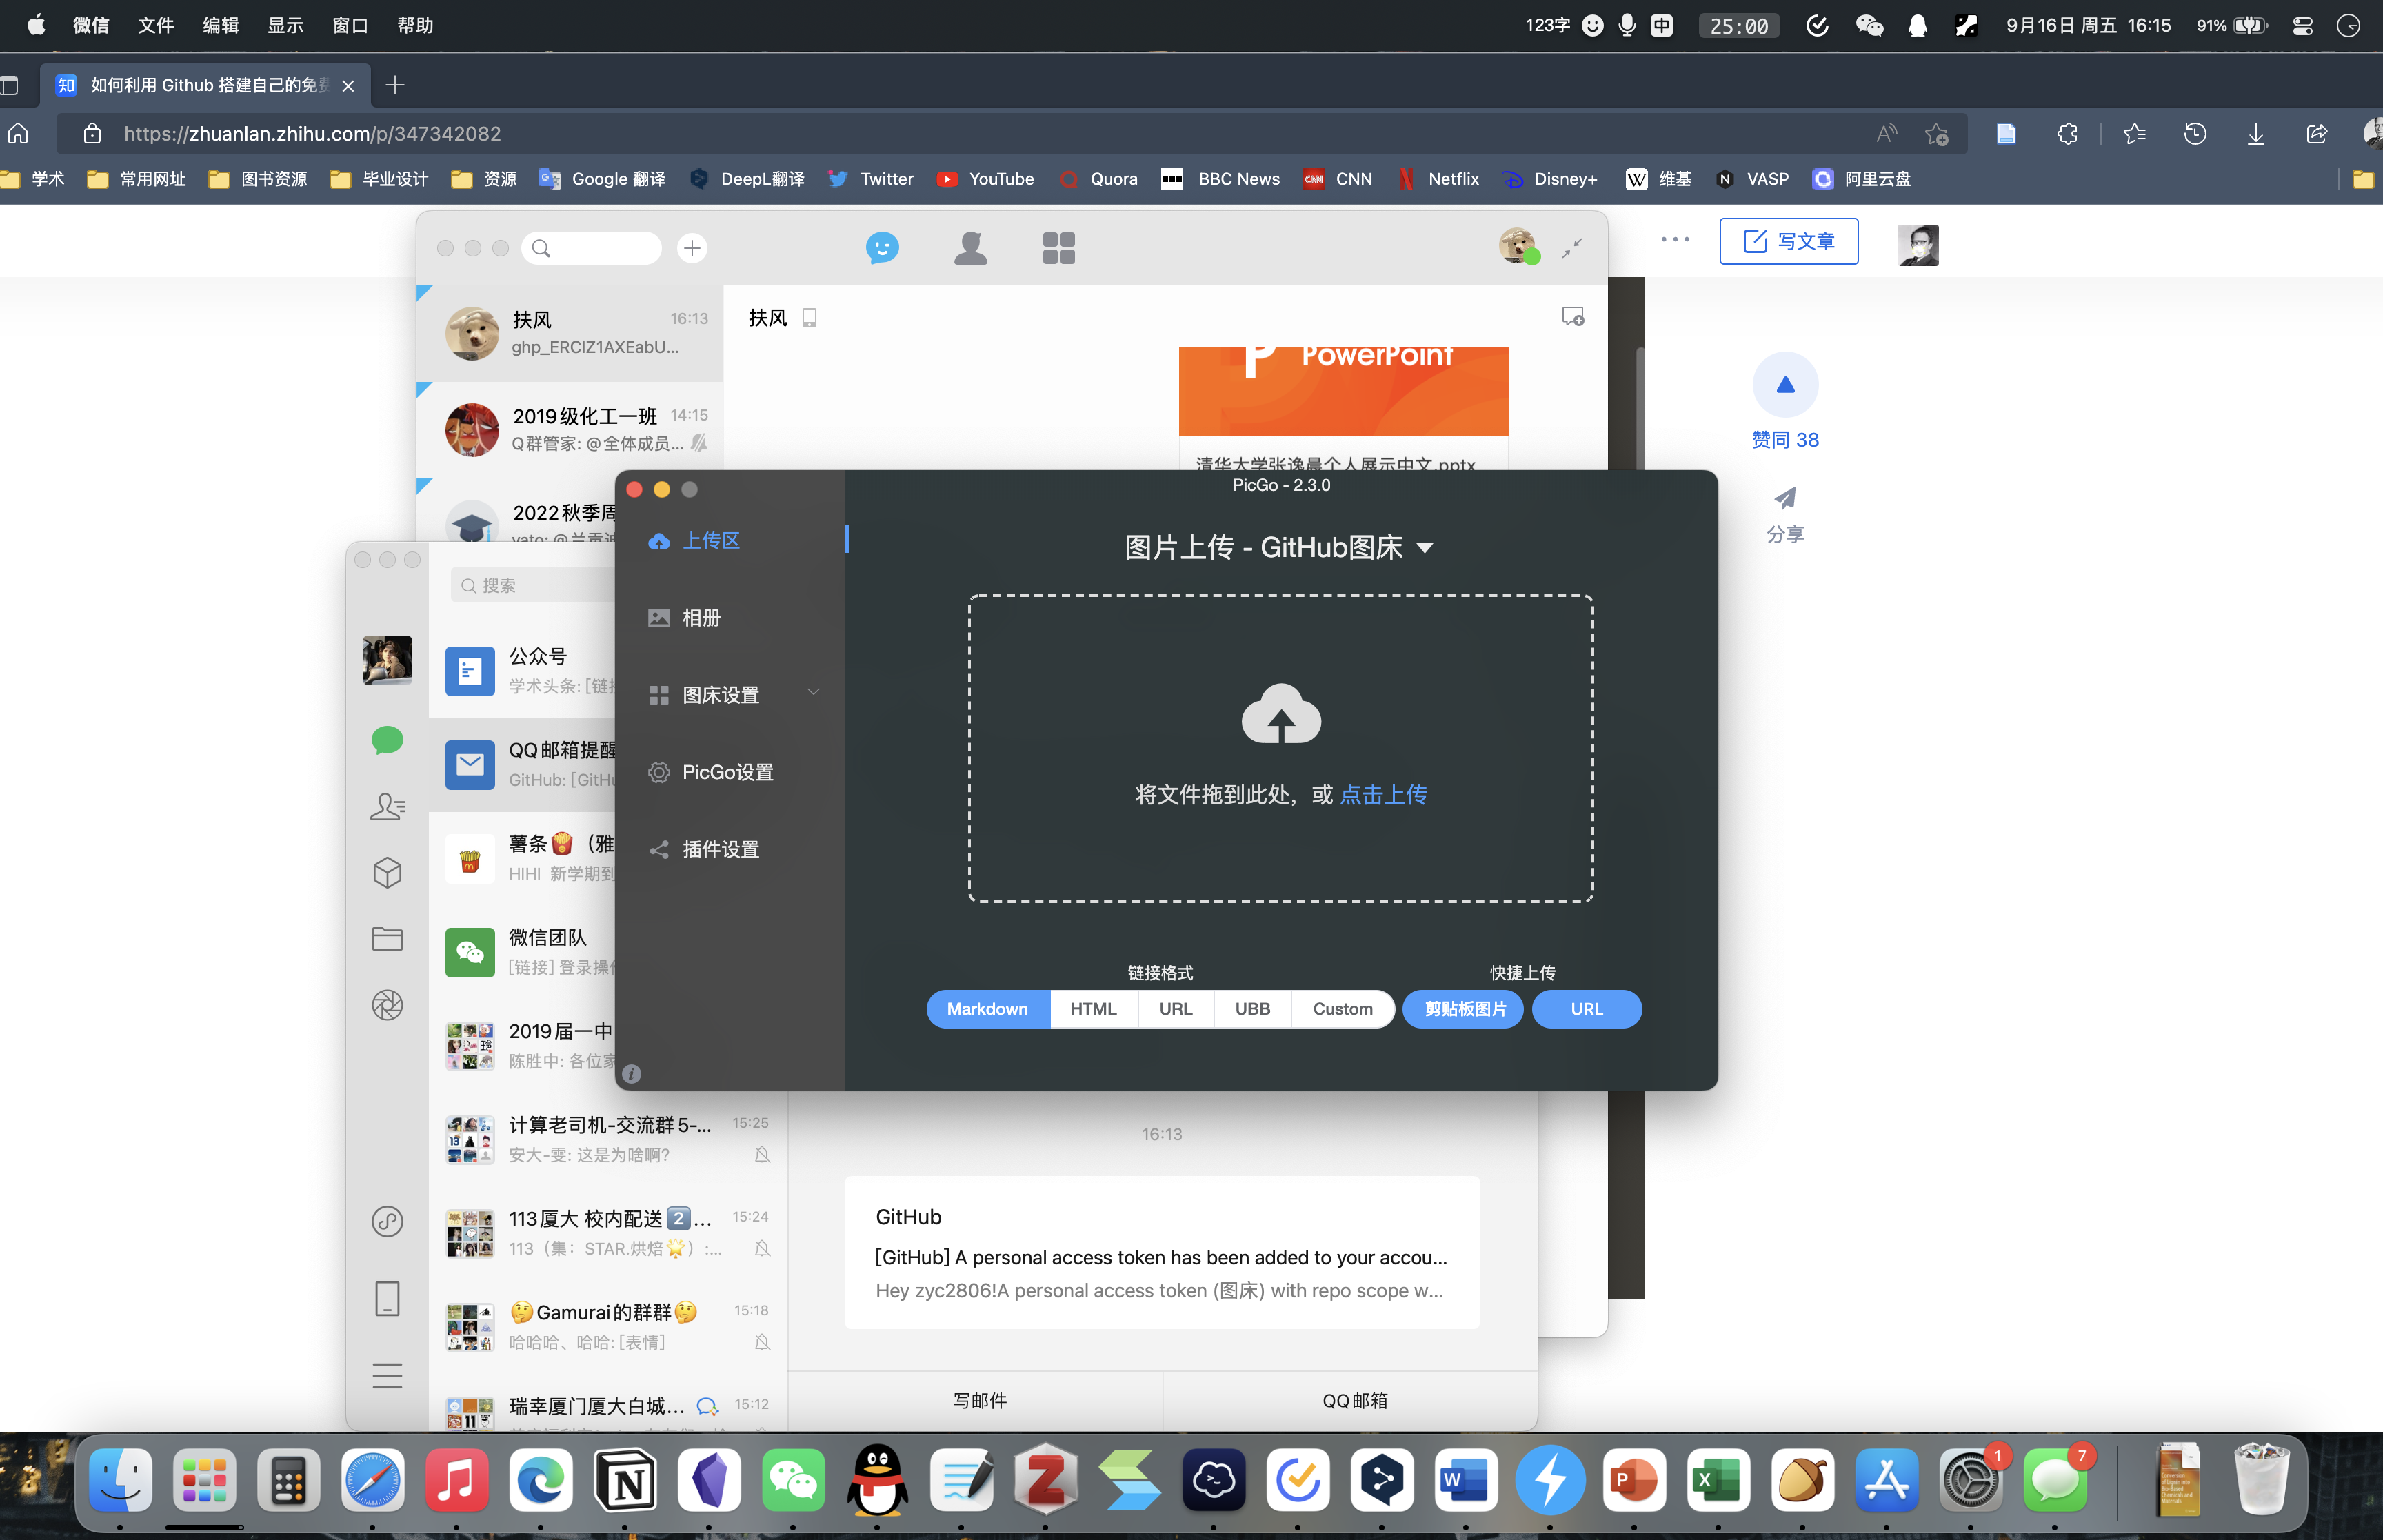 微信 文件 编辑 显示 窗口 帮助 123字 中 25:00 9月16日 周五 16:15 91%
知 如何利用 Github 搭建自己的免费
https://zhuanlan.zhihu.com/p/347342082
学术 常用网址 图书资源 毕业设计 资源 Google 翻译 DeepL翻译 Twitter YouTube Quora BBC News CNN Netflix Disney+ 维基 VASP 阿里云盘
写文章
赞同 38
分享
扶风 16:13
ghp_ERClZ1AXEabU...
2019级化工一班 14:15
Q群管家: @全体成员...
2022秋季周
扶风
PowerPoint
清华大学张逸晨个人展示中文.pptx
PicGo - 2.3.0
上传区
相册
图床设置
PicGo设置
插件设置
图片上传 - GitHub图床
将文件拖到此处，或 点击上传
链接格式
快捷上传
Markdown HTML URL UBB Custom
剪贴板图片 URL
搜索
公众号
学术头条: [链接
QQ邮箱提醒
GitHub: [GitHu
薯条 （雅
HIHI 新学期到
微信团队
[链接] 登录操作
2019届一中
陈胜中: 各位家
计算老司机-交流群5-... 15:25
安大-雯: 这是为啥啊?
113厦大 校内配送2... 15:24
113（集：STAR.烘焙）:...
Gamurai的群群 15:18
哈哈哈、哈哈: [表情]
瑞幸厦门厦大白城... 15:12
16:13
GitHub
[GitHub] A personal access token has been added to your accou...
Hey zyc2806!A personal access token (图床) with repo scope w...
写邮件 QQ邮箱
1
7